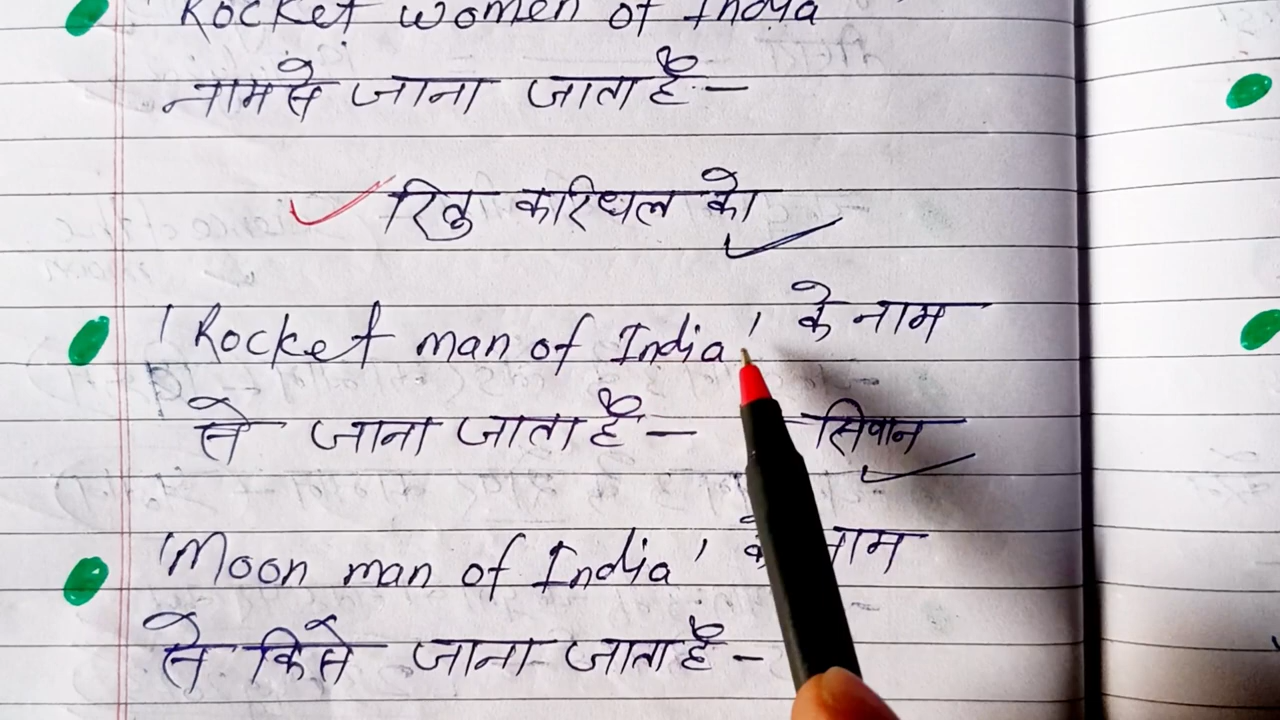 Rocket women of India
नाम से जाना जाता है -
रितु करिधल को
'Rocket man of India' के नाम
से जाना जाता है - सिवान
'Moon man of India' के नाम
से किसे जाना जाता है -